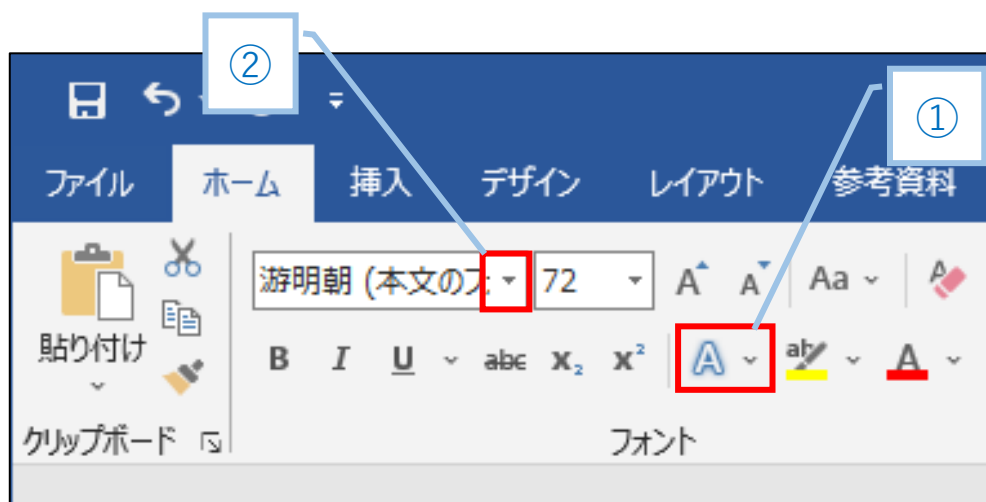 ②
①
ファイル ホーム 挿入 デザイン レイアウト 参考資料
游明朝 (本文のフ 72 A A Aa A
貼り付け
B I U abc X₂ X² A ab A
クリップボード フォント